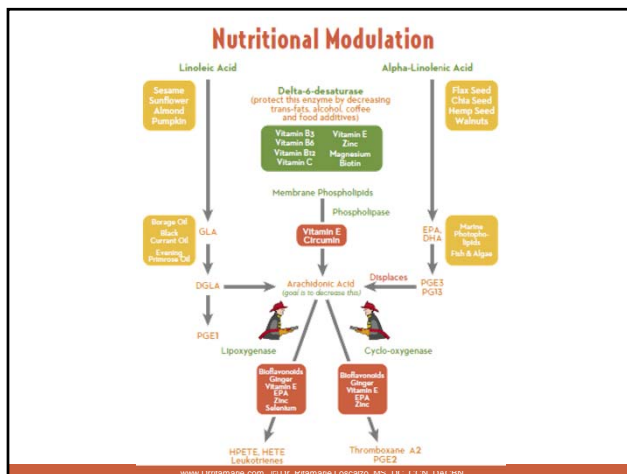 Nutritional Modulation
Linoleic Acid
Alpha-Linolenic Acid
Sesame
Sunflower
Almond
Pumpkin
Delta-6-desaturase
(protect this enzyme by decreasing
trans-fats, alcohol, coffee
and food additives)
Flax Seed
Chia Seed
Hemp Seed
Walnuts
Vitamin B3
Vitamin B6
Vitamin B12
Vitamin C
Vitamin E
Zinc
Magnesium
Biotin
Membrane Phospholipids
Phospholipase
Vitamin E
Circumin
Borage Oil
Black
Currant Oil
Evening
Primrose Oil
GLA
EPA,
DHA
Marine
Phospho-
lipids
Fish & Algae
DGLA
Arachidonic Acid
(goal is to decrease this)
Displaces
PGE3
PG13
PGE1
Lipoxygenase
Cyclo-oxygenase
Bioflavonoids
Ginger
Vitamin E
EPA
Zinc
Selenium
Bioflavonoids
Ginger
Vitamin E
EPA
Zinc
HPETE, HETE
Leukotrienes
Thromboxane A2
PGE2